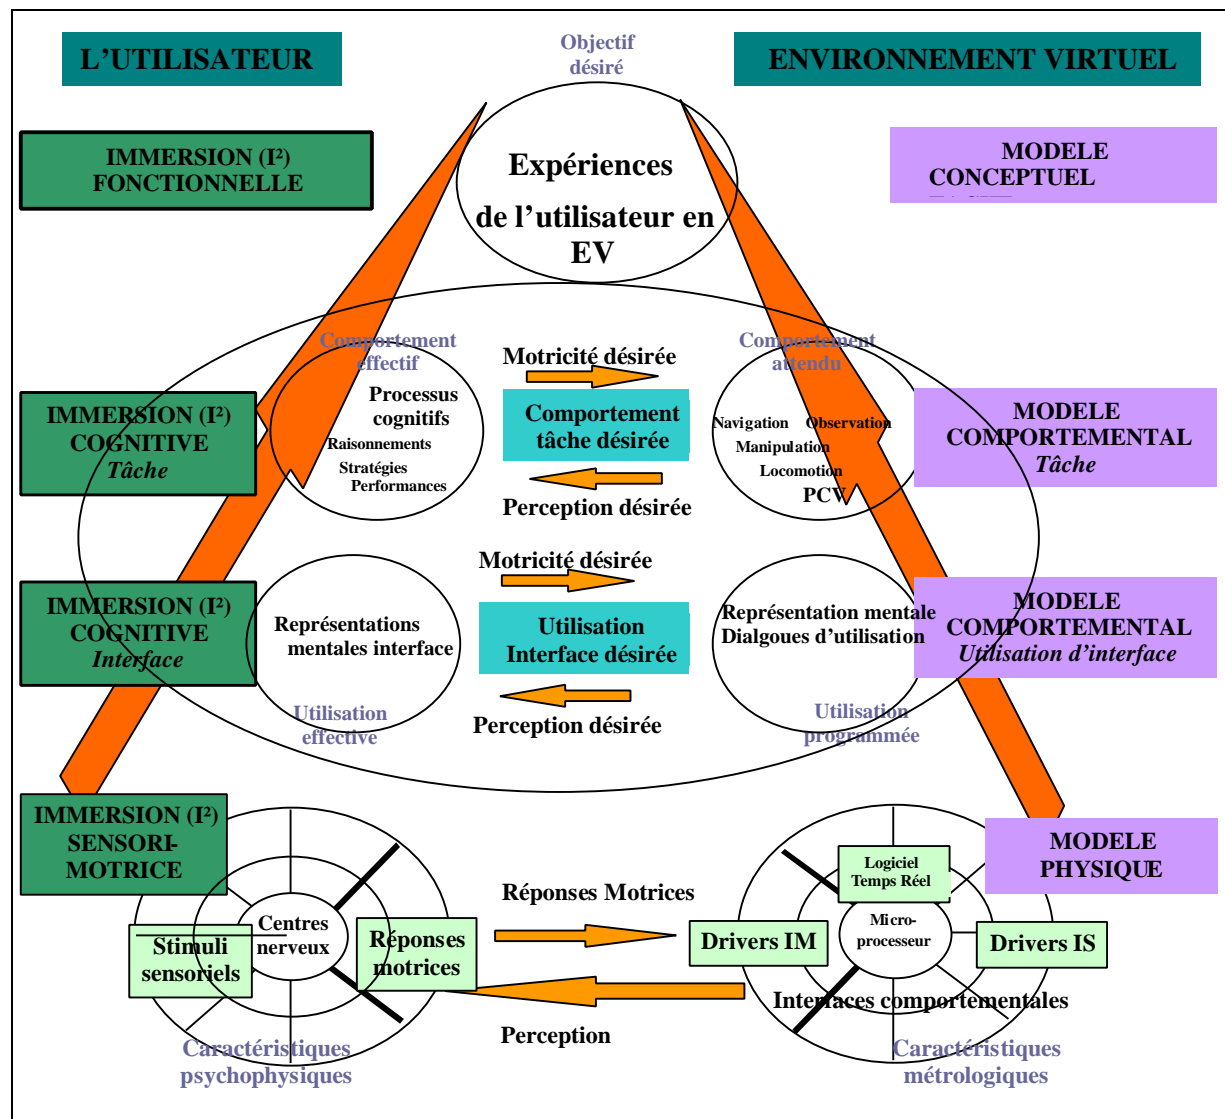 L'UTILISATEUR
Objectif
désiré
ENVIRONNEMENT VIRTUEL
IMMERSION (I²)
FONCTIONNELLE
Expériences
de l'utilisateur en
EV
MODELE
CONCEPTUEL
Comportement
effectif
Motricité désirée
Comportement
attendu
IMMERSION (I²)
COGNITIVE
Tâche
Processus
cognitifs
Raisonnements
Stratégies
Performances
Comportement
tâche désirée
Perception désirée
Navigation Observation
Manipulation
Locomotion
PCV
MODELE
COMPORTEMENTAL
Tâche
Motricité désirée
IMMERSION (I²)
COGNITIVE
Interface
Représentations
mentales interface
Utilisation
Interface désirée
Représentation mentale
Dialgoues d'utilisation
MODELE
COMPORTEMENTAL
Utilisation d'interface
Utilisation
effective
Perception désirée
Utilisation
programmée
IMMERSION (I²)
SENSORI-
MOTRICE
MODELE
PHYSIQUE
Stimuli
sensoriels
Centres
nerveux
Réponses
motrices
Réponses Motrices
Logiciel
Temps Réel
Drivers IM
Micro-
processeur
Drivers IS
Interfaces comportementales
Perception
Caractéristiques
psychophysiques
Caractéristiques
métrologiques